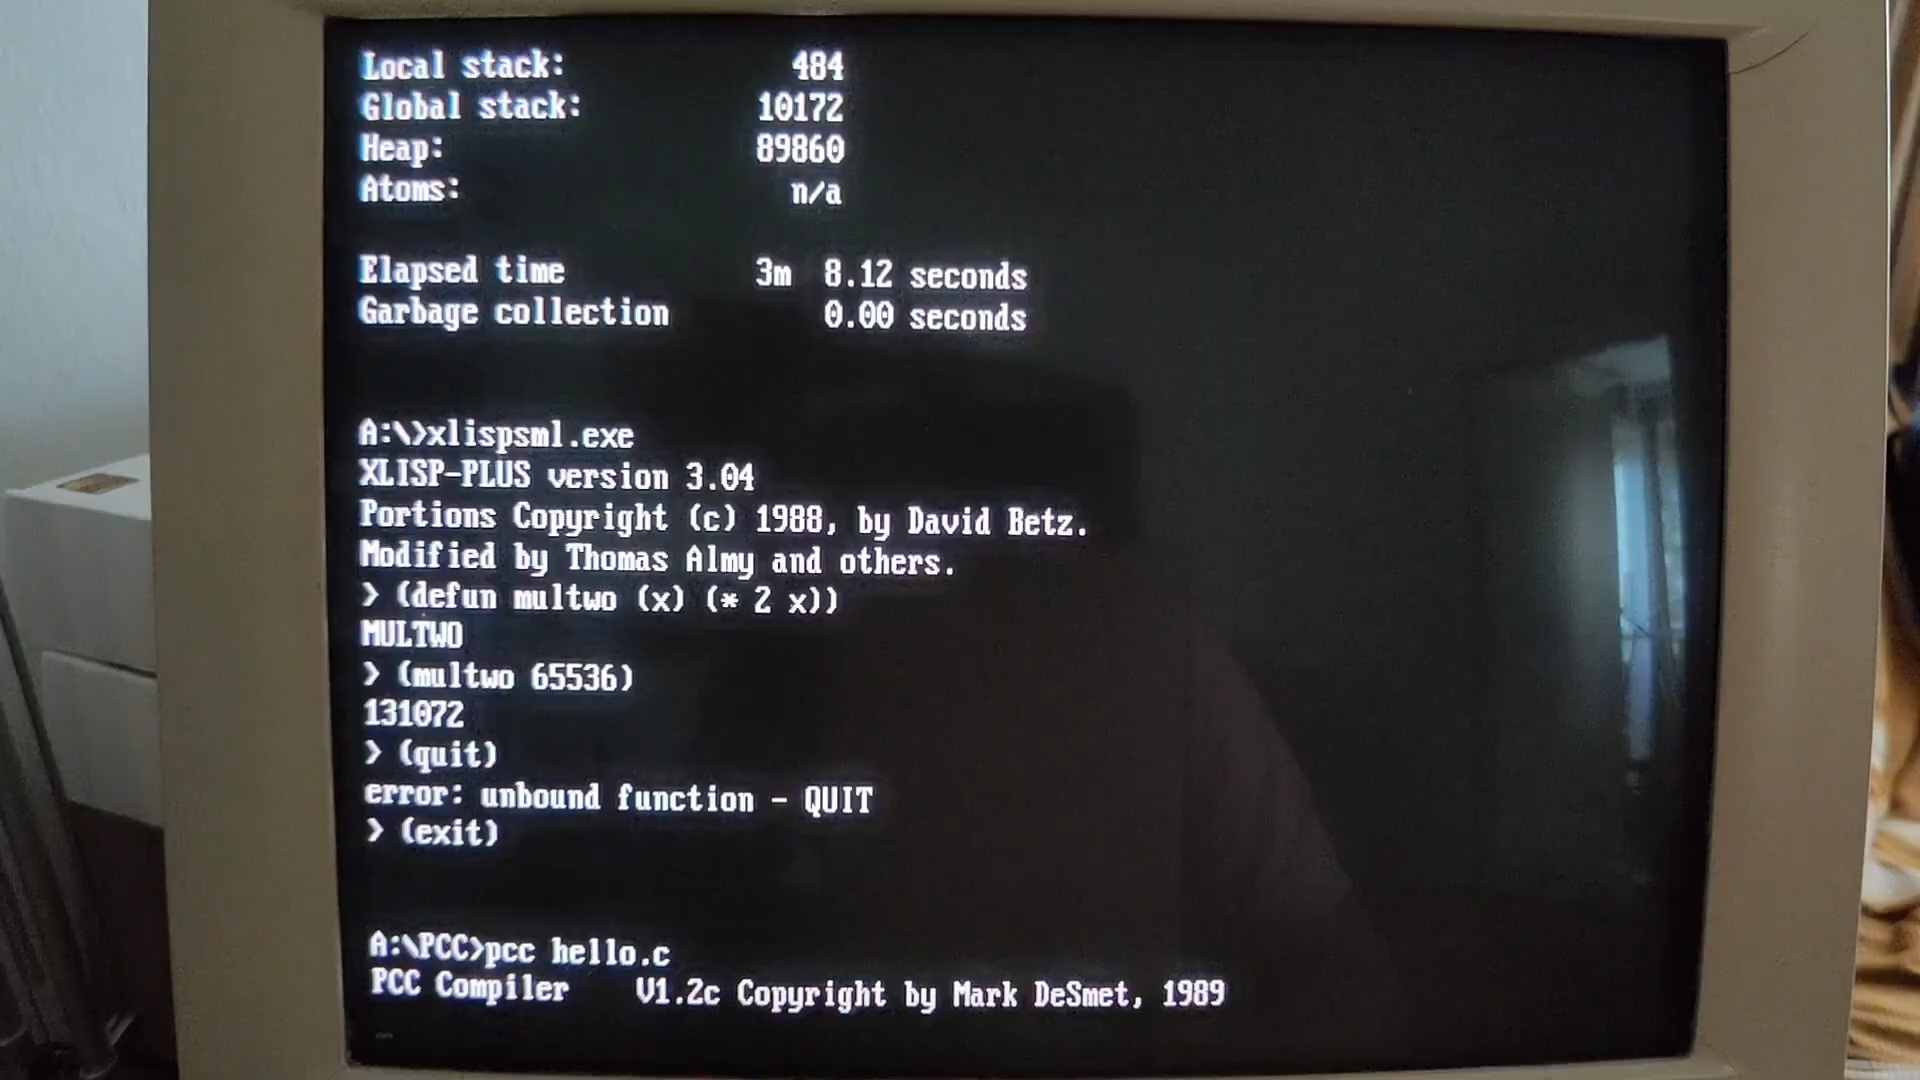 Local stack: 484
Global stack: 10172
Heap: 89860
Atoms: n/a
Elapsed time 3m 8.12 seconds
Garbage collection 0.00 seconds
A:\>xlispsml.exe
XLISP-PLUS version 3.04
Portions Copyright (c) 1988, by David Betz.
Modified by Thomas Almy and others.
> (defun multwo (x) (* 2 x))
MULTWO
> (multwo 65536)
131072
> (quit)
error: unbound function - QUIT
> (exit)
A:\PCC>pcc hello.c
PCC Compiler V1.2c Copyright by Mark DeSmet, 1989